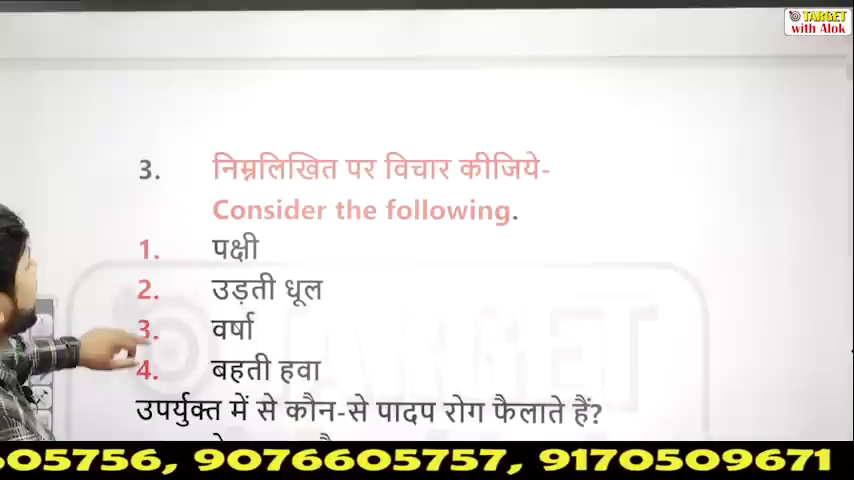 TARGET
with Alok
3. निम्नलिखित पर विचार कीजिये-
Consider the following.
1. पक्षी
2. उड़ती धूल
3. वर्षा
4. बहती हवा
उपर्युक्त में से कौन-से पादप रोग फैलाते हैं?
TARGET
05756, 9076605757, 9170509671